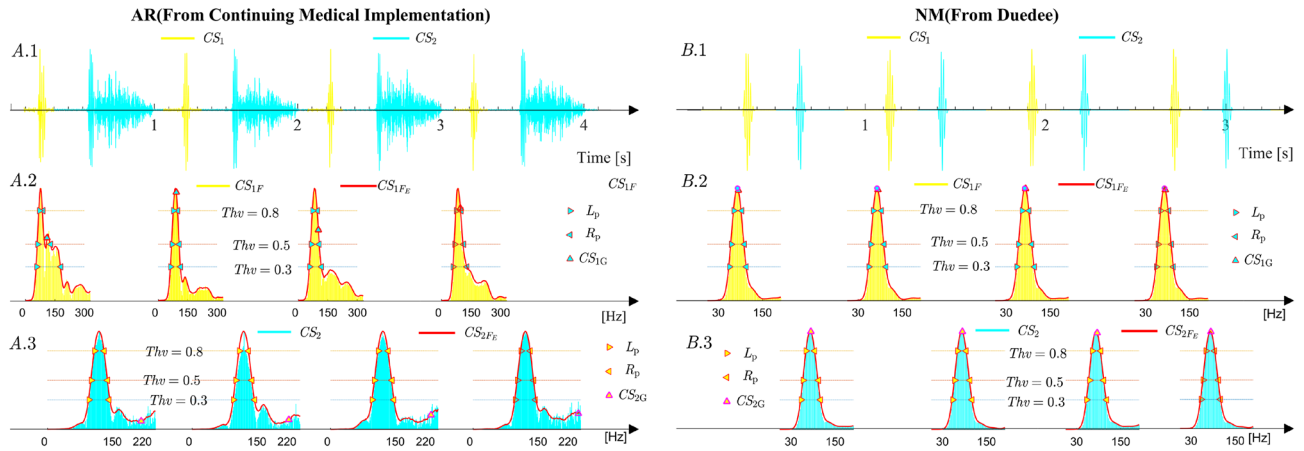 AR(From Continuing Medical Implementation)
A.1
CS₁
CS₂
1
2
3
4
Time [s]
A.2
CS₁F
CS₁FE
CS₁F
Thv = 0.8
Thv = 0.5
Thv = 0.3
Lp
Rp
CS₁G
0 150 300
0 150 300
0 150 300
0 150 300
[Hz]
A.3
CS₂
CS₂FE
Thv = 0.8
Thv = 0.5
Thv = 0.3
Lp
Rp
CS₂G
0 150 220
0 150 220
0 150 220
0 150 220
[Hz]
NM(From Duedee)
B.1
CS₁
CS₂
1
2
3
Time [s]
B.2
CS₁F
CS₁FE
Thv = 0.8
Thv = 0.5
Thv = 0.3
Lp
Rp
CS₁G
30 150
30 150
30 150
30 150
[Hz]
B.3
CS₂
CS₂FE
Thv = 0.8
Thv = 0.5
Thv = 0.3
Lp
Rp
CS₂G
30 150
30 150
30 150
30 150
[Hz]